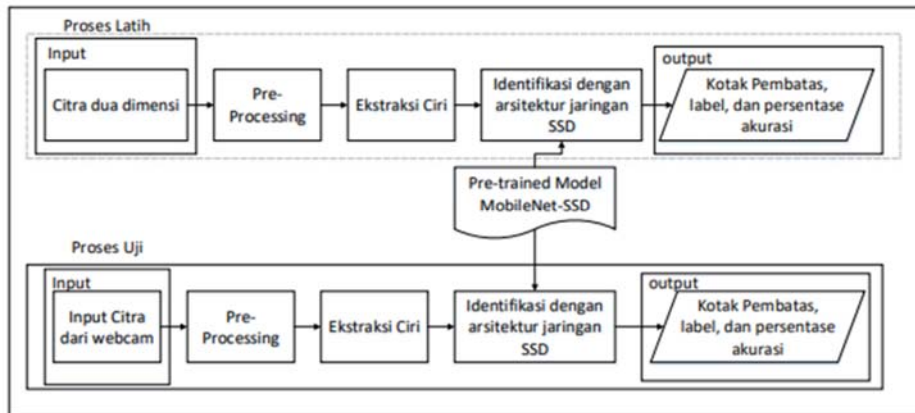 Proses Latih
Input
Citra dua dimensi
Pre-
Processing
Ekstraksi Ciri
Identifikasi dengan
arsitektur jaringan
SSD
output
Kotak Pembatas,
label, dan persentase
akurasi
Pre-trained Model
MobileNet-SSD
Proses Uji
Input
Input Citra
dari webcam
Pre-
Processing
Ekstraksi Ciri
Identifikasi dengan
arsitektur jaringan
SSD
output
Kotak Pembatas,
label, dan persentase
akurasi